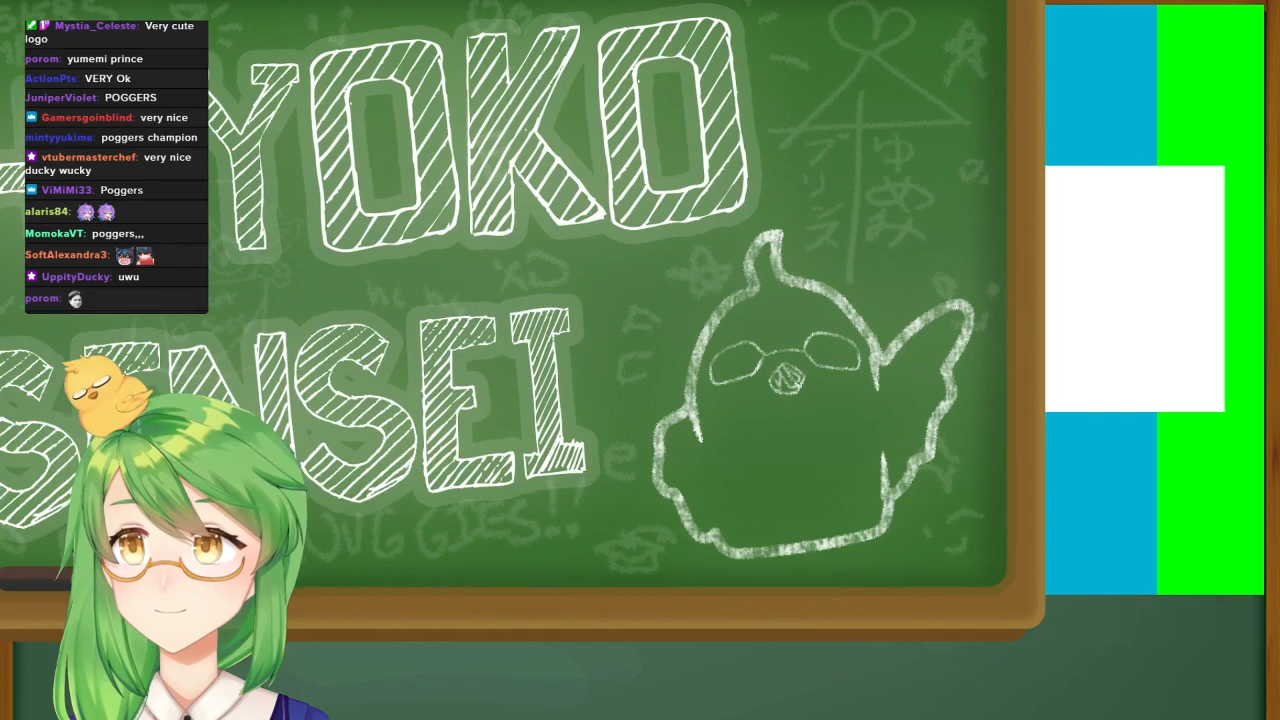 Mystia_Celeste: Very cute
logo
porom: yumemi prince
ActionPts: VERY Ok
JuniperViolet: POGGERS
Gamersgoinblind: very nice
mintyyukime: poggers champion
vtubermasterchef: very nice
ducky wucky
ViMiMi33: Poggers
alaris84:
MomokaVT: poggers,,,
SoftAlexandra3:
UppityDucky: uwu
porom:
YOKO
SENSEI